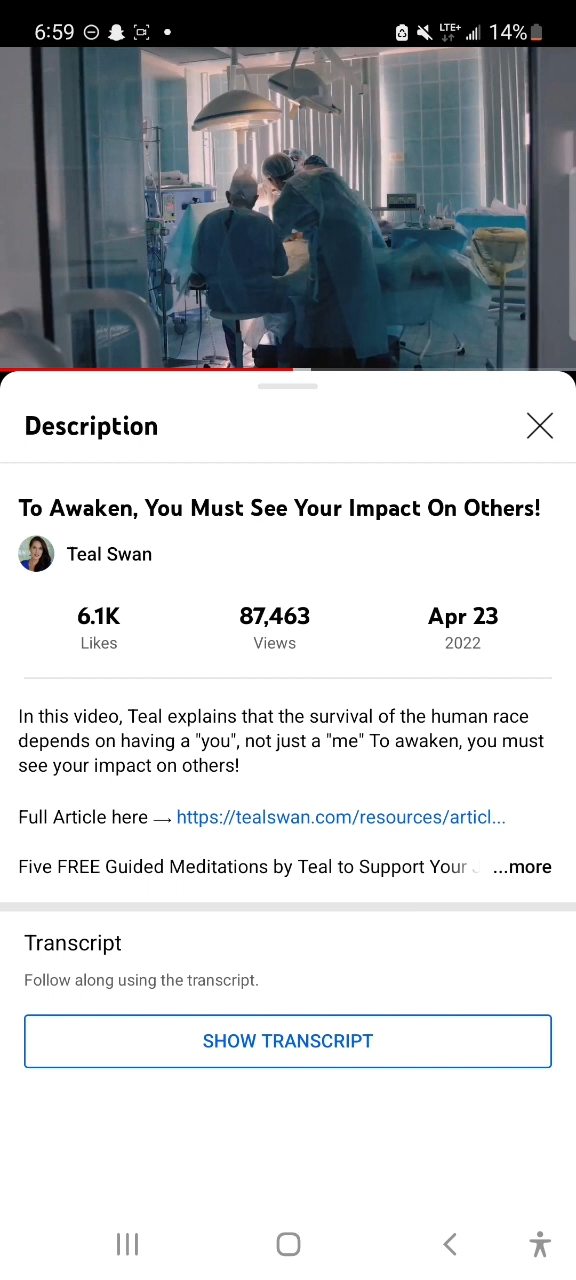 6:59
LTE+
14%
Description
To Awaken, You Must See Your Impact On Others!
Teal Swan
6.1K 87,463 Apr 23
Likes Views 2022
In this video, Teal explains that the survival of the human race
depends on having a "you", not just a "me" To awaken, you must
see your impact on others!
Full Article here → https://tealswan.com/resources/articl...
Five FREE Guided Meditations by Teal to Support Your ...more
Transcript
Follow along using the transcript.
SHOW TRANSCRIPT